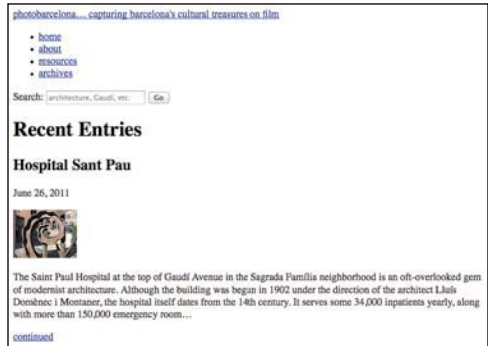 photobarcelona… capturing barcelona's cultural treasures on film
home
about
resources
archives
Search: architecture, Gaudí, etc. Go
Recent Entries
Hospital Sant Pau
June 26, 2011
The Saint Paul Hospital at the top of Gaudí Avenue in the Sagrada Família neighborhood is an oft-overlooked gem
of modernist architecture. Although the building was begun in 1902 under the direction of the architect Lluís
Domènec i Montaner, the hospital itself dates from the 14th century. It serves some 34,000 inpatients yearly, along
with more than 150,000 emergency room…
continued